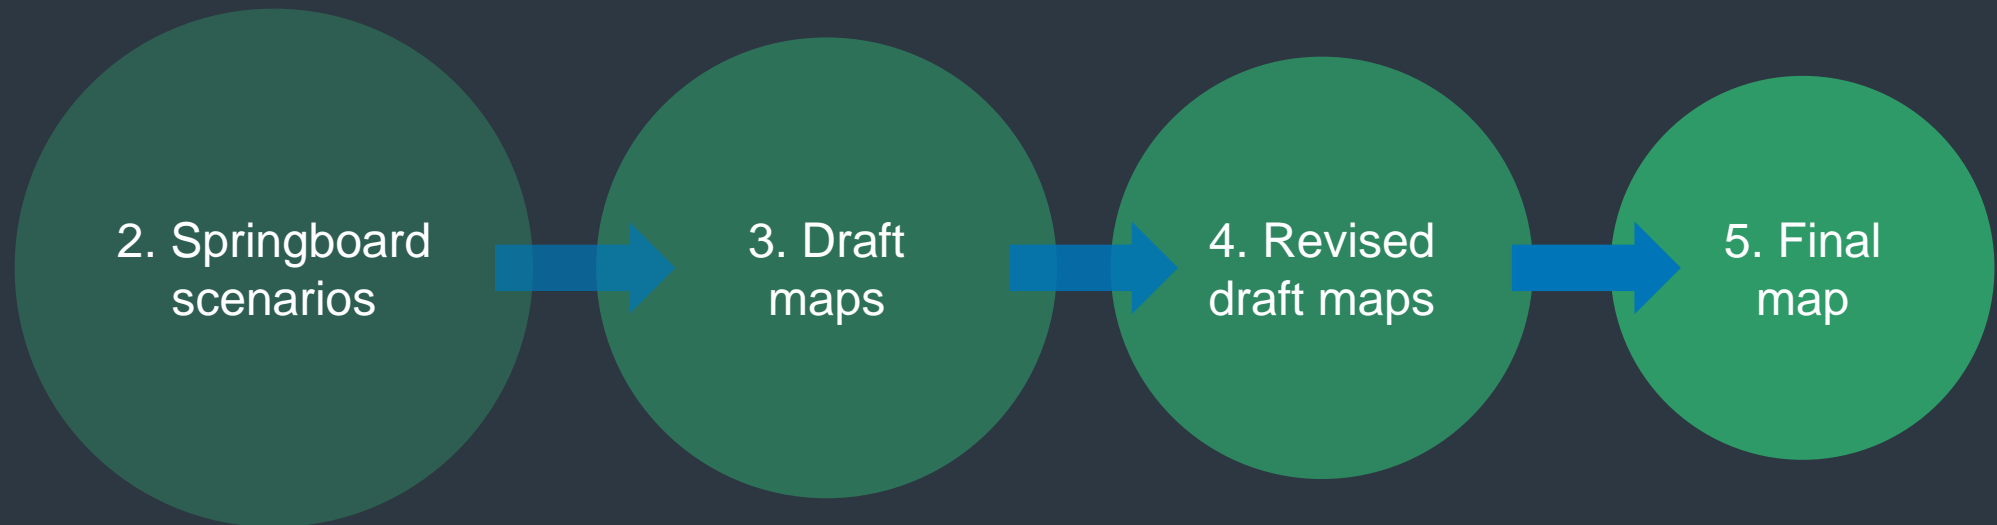 2. Springboard
scenarios
3. Draft
maps
4. Revised
draft maps
5. Final
map